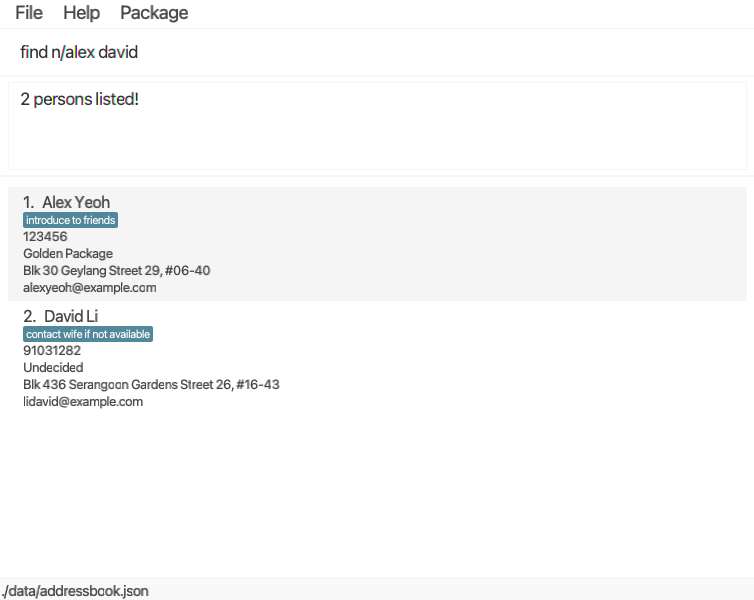 File Help Package
find n/alex david
2 persons listed!
1. Alex Yeoh
introduce to friends
123456
Golden Package
Blk 30 Geylang Street 29, #06-40
alexyeoh@example.com
2. David Li
contact wife if not available
91031282
Undecided
Blk 436 Serangoon Gardens Street 26, #16-43
lidavid@example.com
./data/addressbook.json